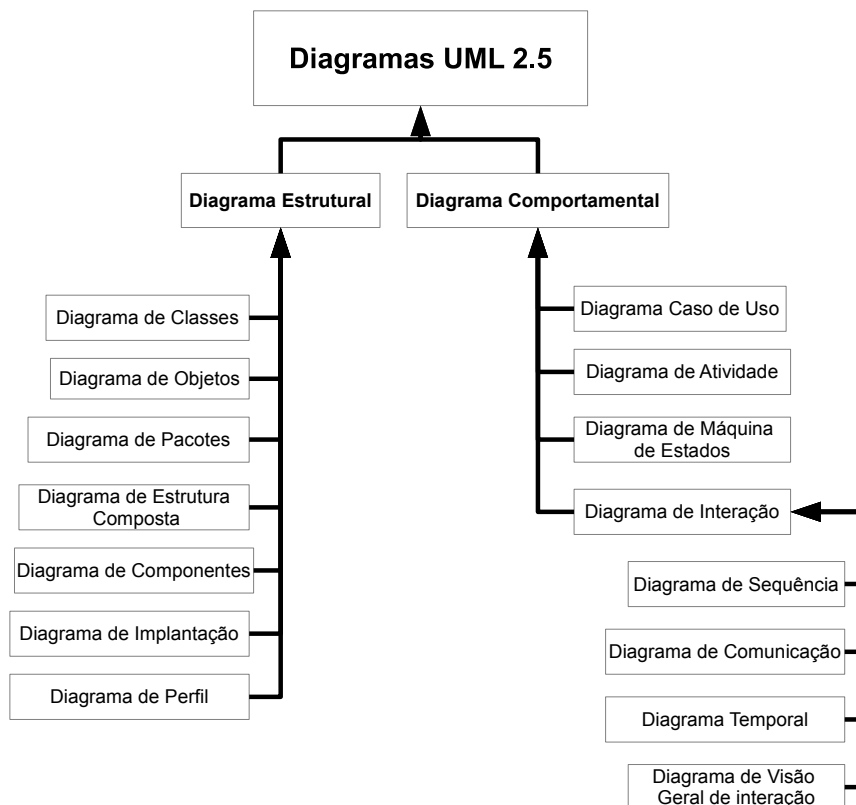 Diagramas UML 2.5
Diagrama Estrutural
Diagrama Comportamental
Diagrama de Classes
Diagrama de Objetos
Diagrama de Pacotes
Diagrama de Estrutura
Composta
Diagrama de Componentes
Diagrama de Implantação
Diagrama de Perfil
Diagrama Caso de Uso
Diagrama de Atividade
Diagrama de Máquina
de Estados
Diagrama de Interação
Diagrama de Sequência
Diagrama de Comunicação
Diagrama Temporal
Diagrama de Visão
Geral de interação